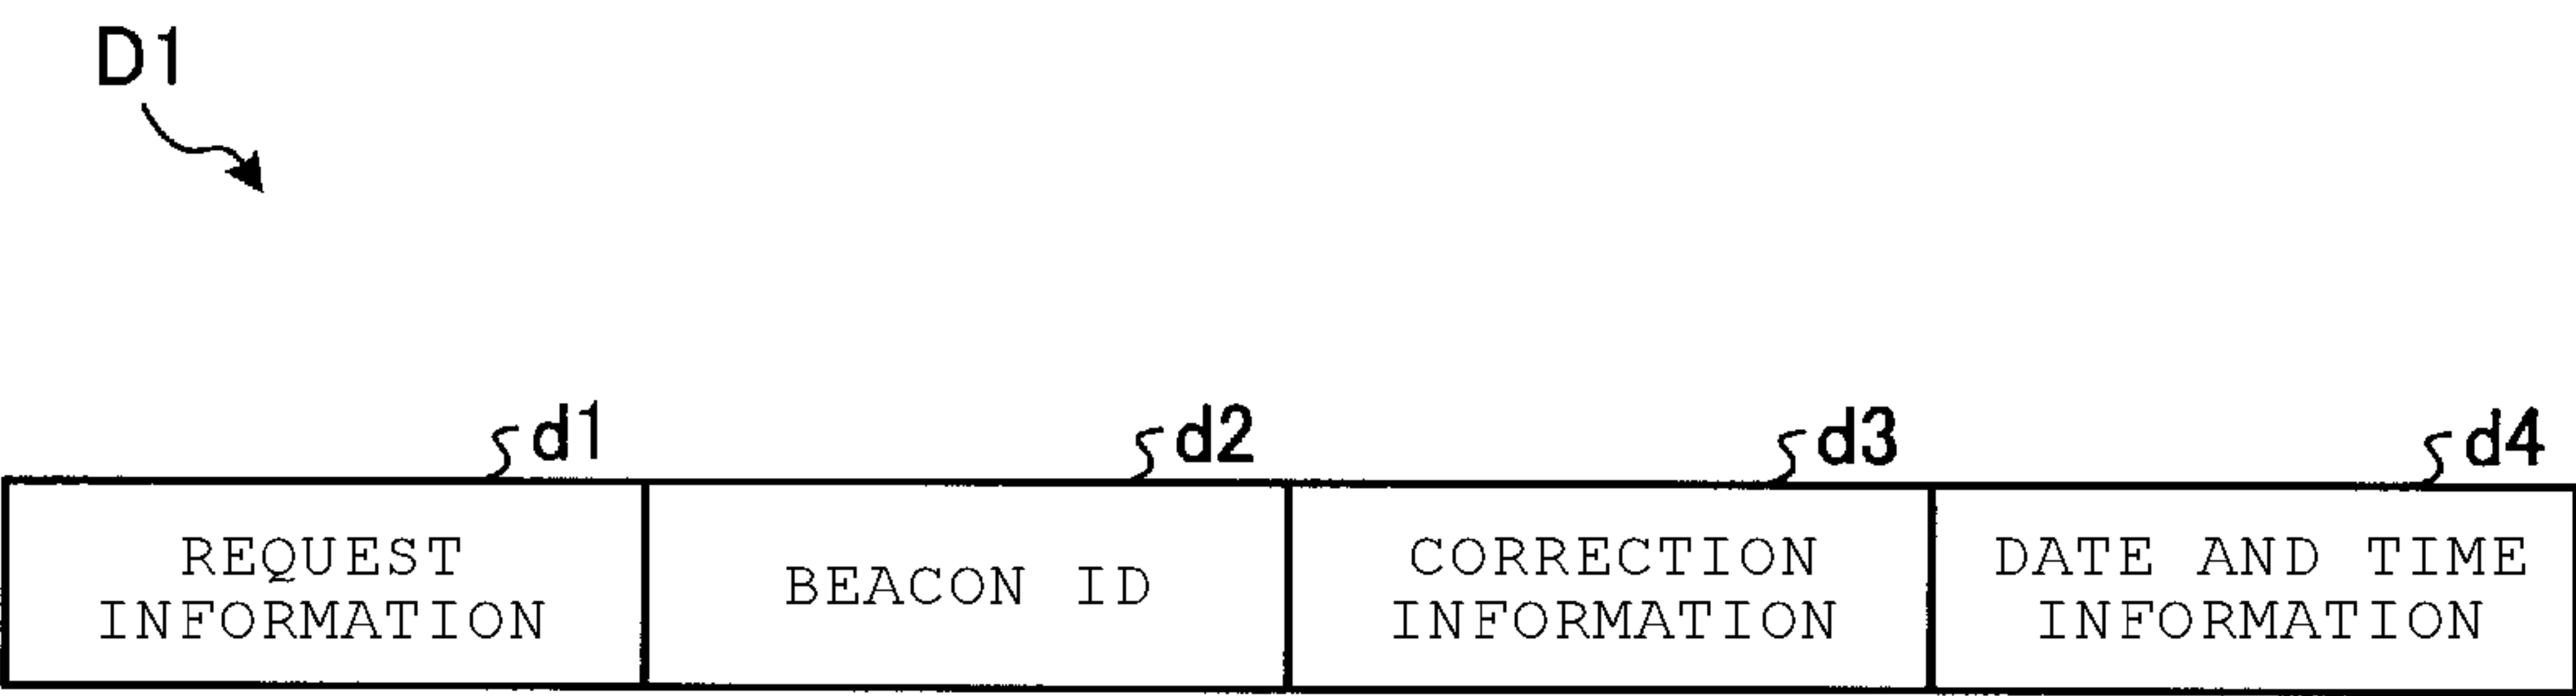 D1
d1
d2
d3
d4
REQUEST
INFORMATION
BEACON ID
CORRECTION
INFORMATION
DATE AND TIME
INFORMATION